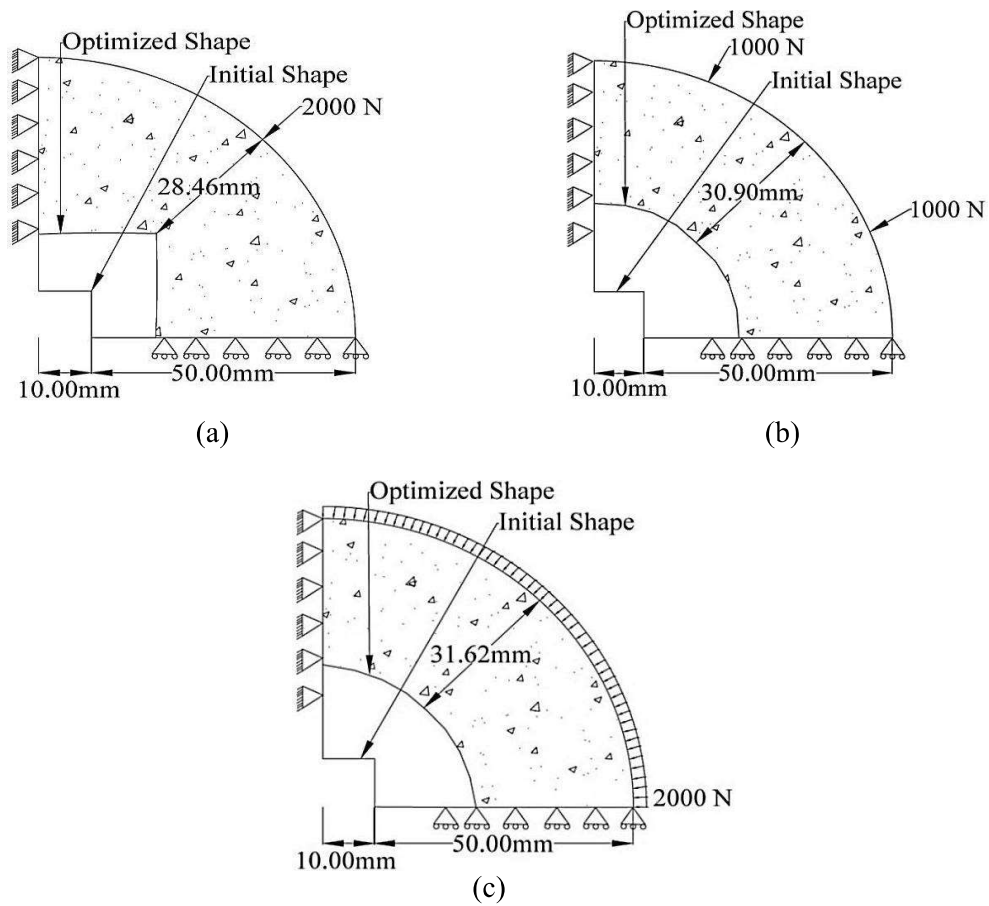 Optimized Shape
Initial Shape
2000 N
28.46mm
10.00mm
50.00mm
(a)
Optimized Shape
1000 N
Initial Shape
30.90mm
1000 N
10.00mm
50.00mm
(b)
Optimized Shape
Initial Shape
31.62mm
2000 N
10.00mm
50.00mm
(c)